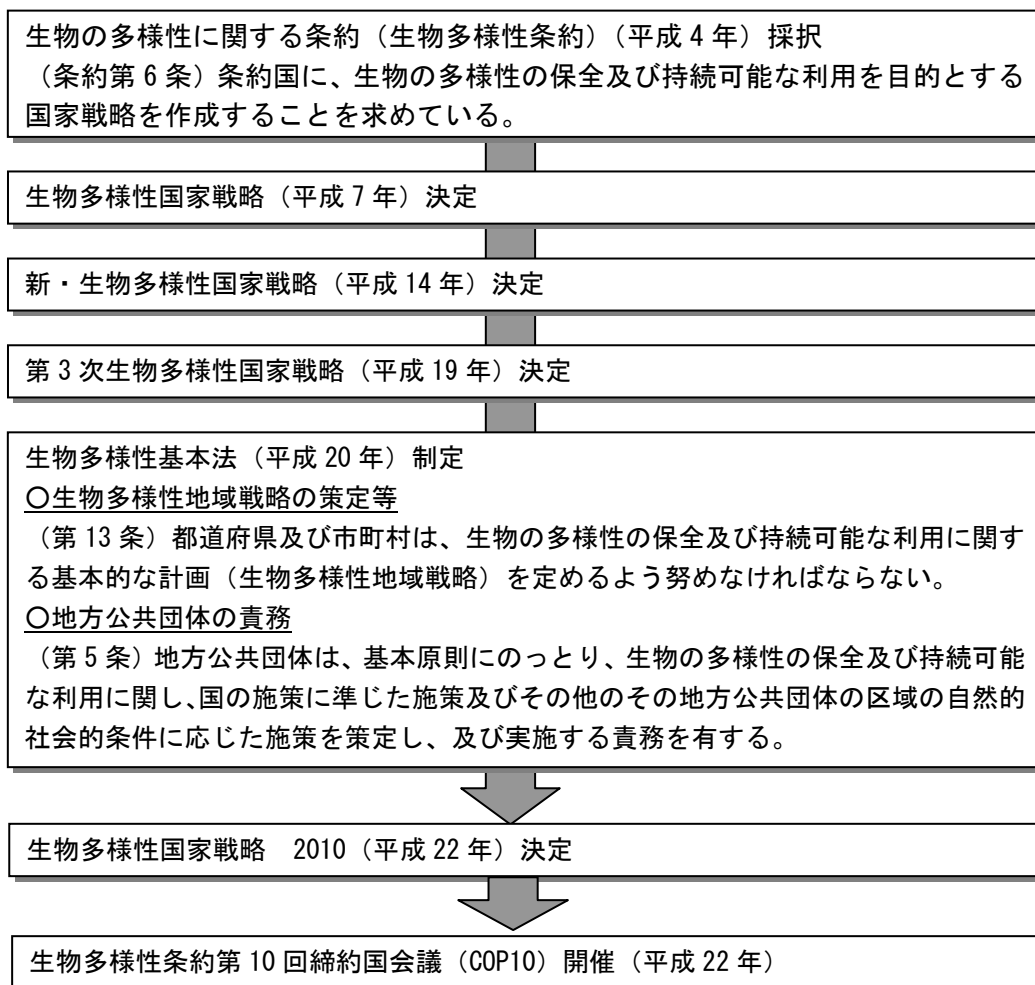 生物の多様性に関する条約（生物多様性条約）（平成 4 年）採択
（条約第 6 条）条約国に、生物の多様性の保全及び持続可能な利用を目的とする
国家戦略を作成することを求めている。
生物多様性国家戦略（平成 7 年）決定
新・生物多様性国家戦略（平成 14 年）決定
第 3 次生物多様性国家戦略（平成 19 年）決定
生物多様性基本法（平成 20 年）制定
○生物多様性地域戦略の策定等
（第 13 条）都道府県及び市町村は、生物の多様性の保全及び持続可能な利用に関す
る基本的な計画（生物多様性地域戦略）を定めるよう努めなければならない。
○地方公共団体の責務
（第 5 条）地方公共団体は、基本原則にのっとり、生物の多様性の保全及び持続可能
な利用に関し、国の施策に準じた施策及びその他のその地方公共団体の区域の自然的
社会的条件に応じた施策を策定し、及び実施する責務を有する。
生物多様性国家戦略　2010（平成 22 年）決定
生物多様性条約第 10 回締約国会議（COP10）開催（平成 22 年）